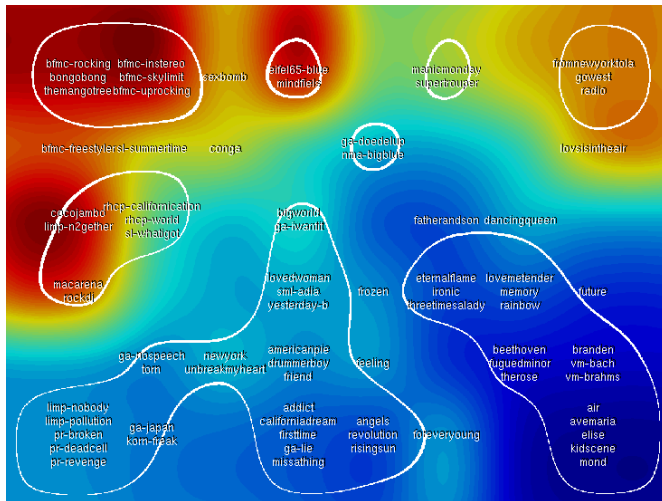 bfmc-rocking bfmc-instereo
bongobong bfmc-skylimit
themangotree bfmc-uprocking
sexbomb
eifel65-blue
mindfiels
manicmonday
supertrouper
fromnewyorktola
gowest
radio
bfmc-freestyler sl-summertime
conga
ga-doedelup
nma-bigblue
lovsisintheair
cocojambo
limp-n2gether
rhcp-californication
rhcp-world
sl-whatigot
bigworld
ga-iwantit
fatherandson dancingqueen
macarena
rockdj
lovedwoman
sml-adia
yesterday-b
frozen
eternalflame
ironic
threetimesalady
lovemetender
memory
rainbow
future
ga-nospeech
torn
newyork
unbreakmyheart
americanpie
drummerboy
friend
feeling
beethoven
fuguedminor
therose
branden
vm-bach
vm-brahms
limp-nobody
limp-pollution
pr-broken
pr-deadcell
pr-revenge
ga-japan
korn-freak
addict
californiadream
firsttime
ga-lie
missathing
angels
revolution
risingsun
foreveryoung
air
avemaria
elise
kidscene
mond